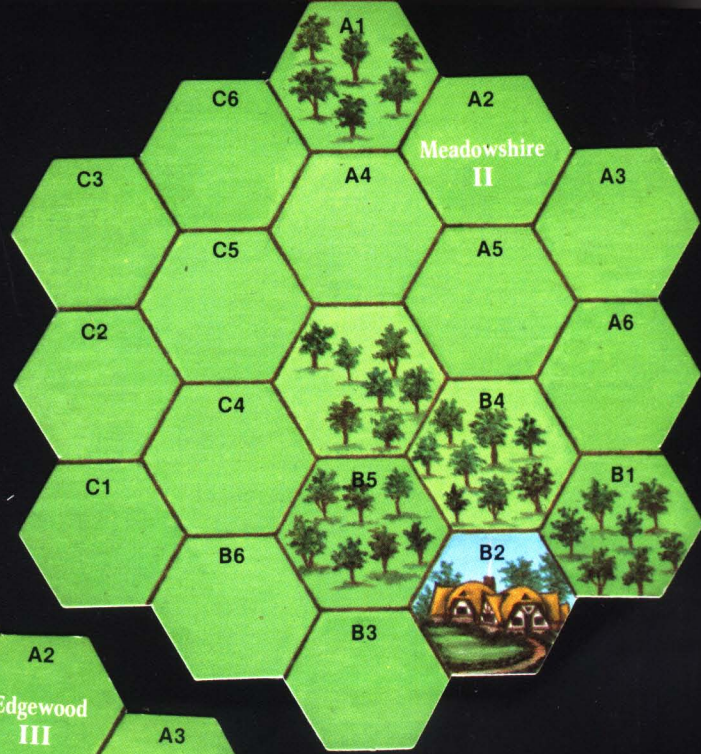 A1
C6
A2
Meadowshire
II
C3
A4
A3
C5
A5
C2
A6
C4
B4
C1
B5
B1
B6
B2
B3
A2
Edgewood
III
A3